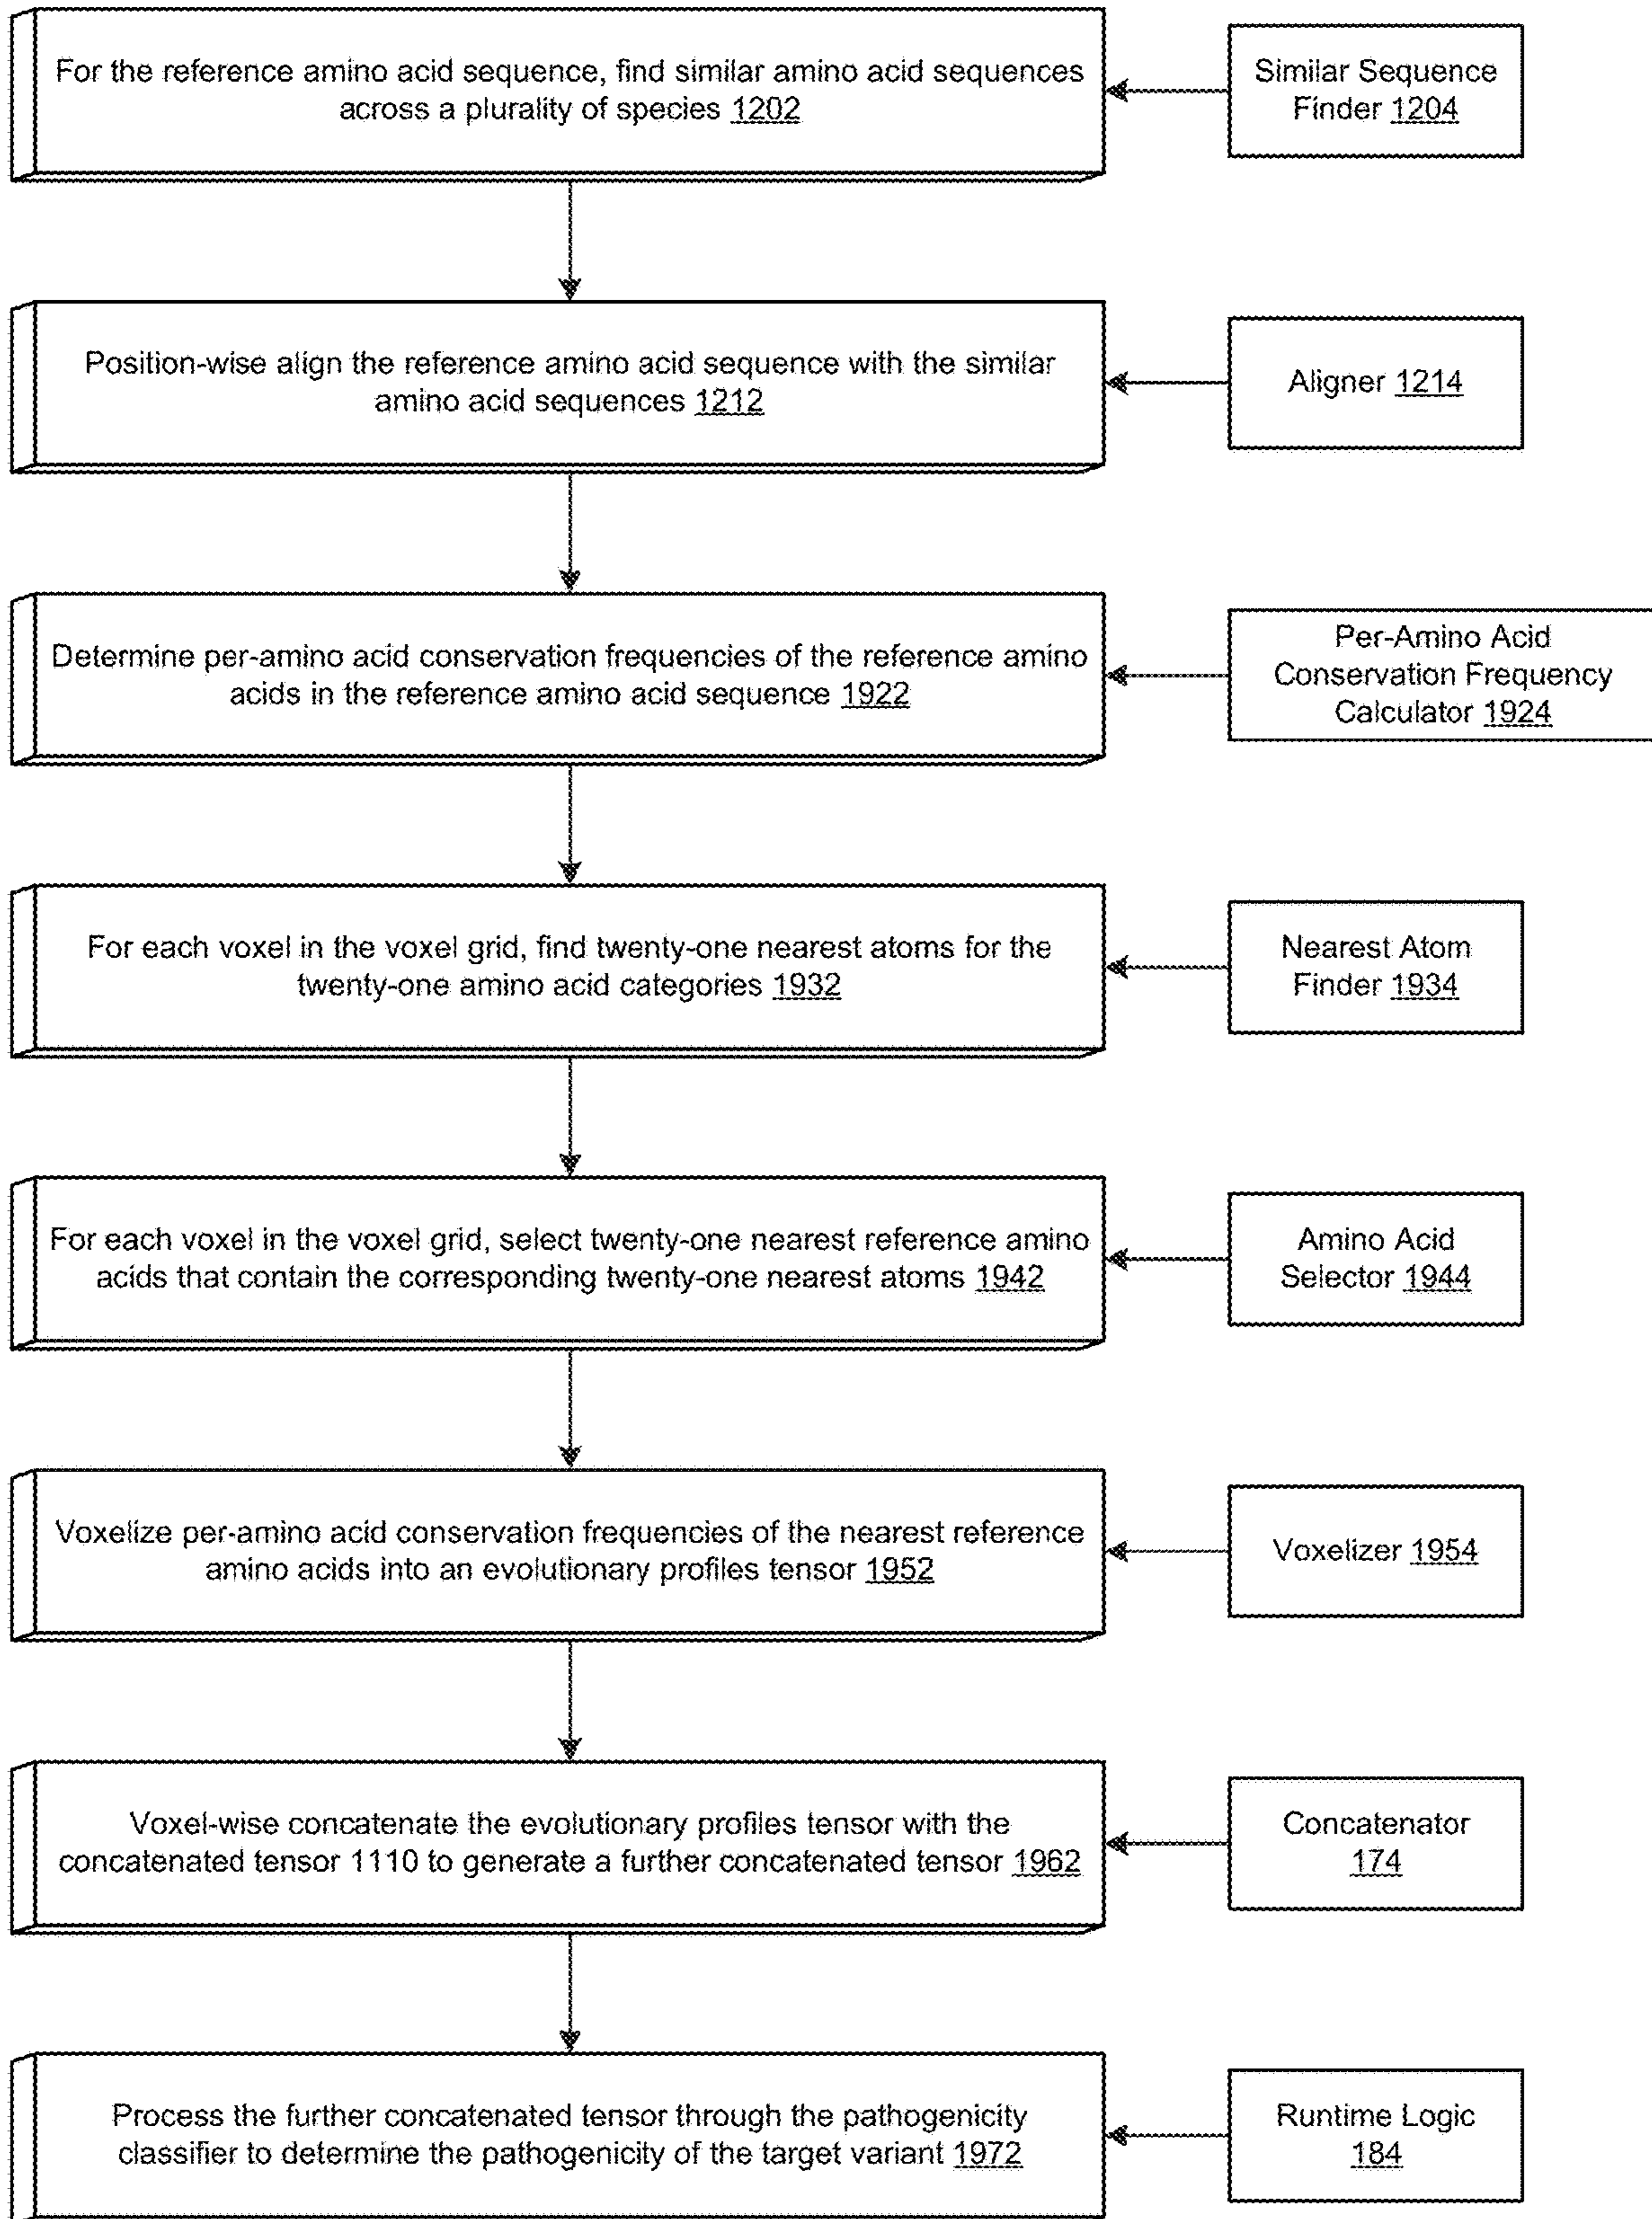 For the reference amino acid sequence, find similar amino acid sequences
across a plurality of species 1202
Similar Sequence
Finder 1204
Position-wise align the reference amino acid sequence with the similar
amino acid sequences 1212
Aligner 1214
Determine per-amino acid conservation frequencies of the reference amino
acids in the reference amino acid sequence 1922
Per-Amino Acid
Conservation Frequency
Calculator 1924
For each voxel in the voxel grid, find twenty-one nearest atoms for the
twenty-one amino acid categories 1932
Nearest Atom
Finder 1934
For each voxel in the voxel grid, select twenty-one nearest reference amino
acids that contain the corresponding twenty-one nearest atoms 1942
Amino Acid
Selector 1944
Voxelize per-amino acid conservation frequencies of the nearest reference
amino acids into an evolutionary profiles tensor 1952
Voxelizer 1954
Voxel-wise concatenate the evolutionary profiles tensor with the
concatenated tensor 1110 to generate a further concatenated tensor 1962
Concatenator
174
Process the further concatenated tensor through the pathogenicity
classifier to determine the pathogenicity of the target variant 1972
Runtime Logic
184